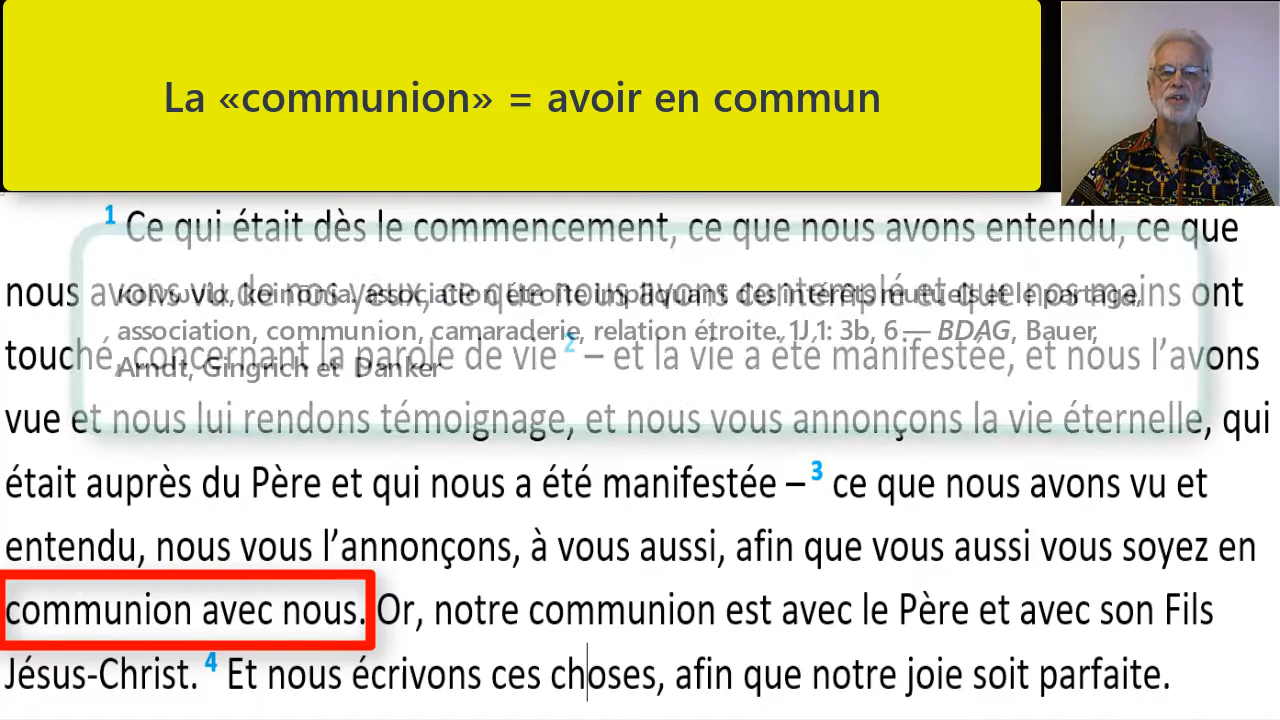 La «communion» = avoir en commun
1 Ce qui était dès le commencement, ce que nous avons entendu, ce que
nous avons vu de nos yeux, ce que nous avons contemplé et que nos mains ont
κοινωνία, koinōnia, association étroite impliquant des intérêts mutuels et le partage,
association, communion, camaraderie, relation étroite, 1J 1: 3b, 6 — BDAG, Bauer,
touché, concernant la parole de vie 2 – et la vie a été manifestée, et nous l’avons
Arndt, Gingrich et Danker
vue et nous lui rendons témoignage, et nous vous annonçons la vie éternelle, qui
était auprès du Père et qui nous a été manifestée – 3 ce que nous avons vu et
entendu, nous vous l’annonçons, à vous aussi, afin que vous aussi vous soyez en
communion avec nous. Or, notre communion est avec le Père et avec son Fils
Jésus-Christ. 4 Et nous écrivons ces choses, afin que notre joie soit parfaite.